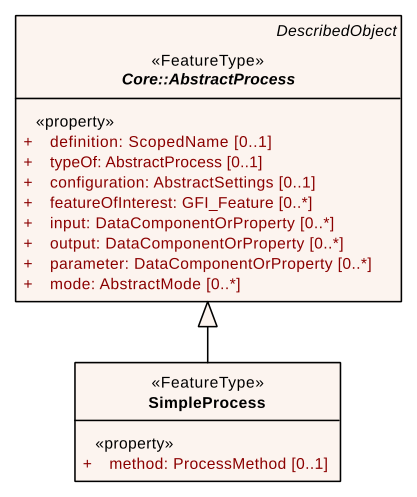 DescribedObject
«FeatureType»
Core::AbstractProcess
«property»
+ definition: ScopedName [0..1]
+ typeOf: AbstractProcess [0..1]
+ configuration: AbstractSettings [0..1]
+ featureOfInterest: GFI_Feature [0..*]
+ input: DataComponentOrProperty [0..*]
+ output: DataComponentOrProperty [0..*]
+ parameter: DataComponentOrProperty [0..*]
+ mode: AbstractMode [0..*]
«FeatureType»
SimpleProcess
«property»
+ method: ProcessMethod [0..1]